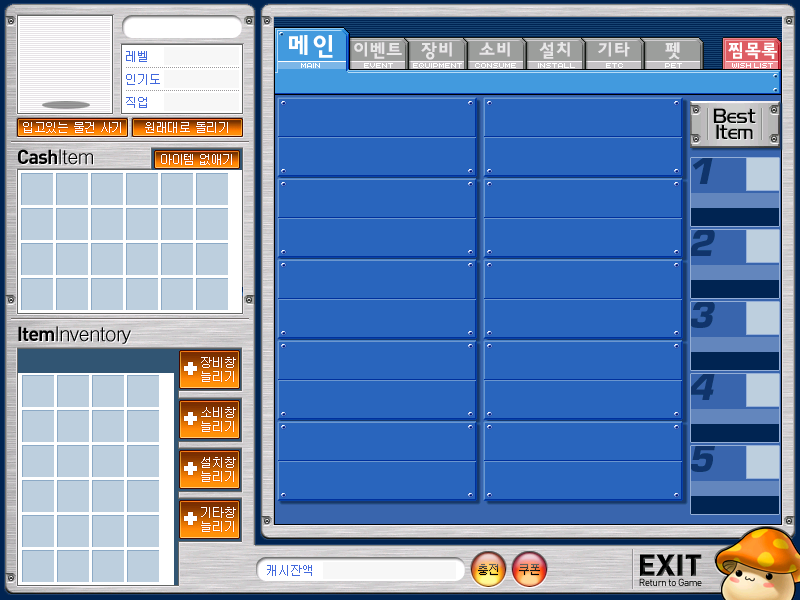 레벨
인기도
직업
입고있는 물건 사기
원래대로 돌리기
CashItem
아이템 없애기
ItemInventory
장비창
늘리기
소비창
늘리기
설치창
늘리기
기타창
늘리기
메인
MAIN
이벤트
EVENT
장비
EQUIPMENT
소비
CONSUME
설치
INSTALL
기타
ETC
펫
PET
찜목록
WISH LIST
Best
Item
1
2
3
4
5
캐시잔액
충전
쿠폰
EXIT
Return to Game